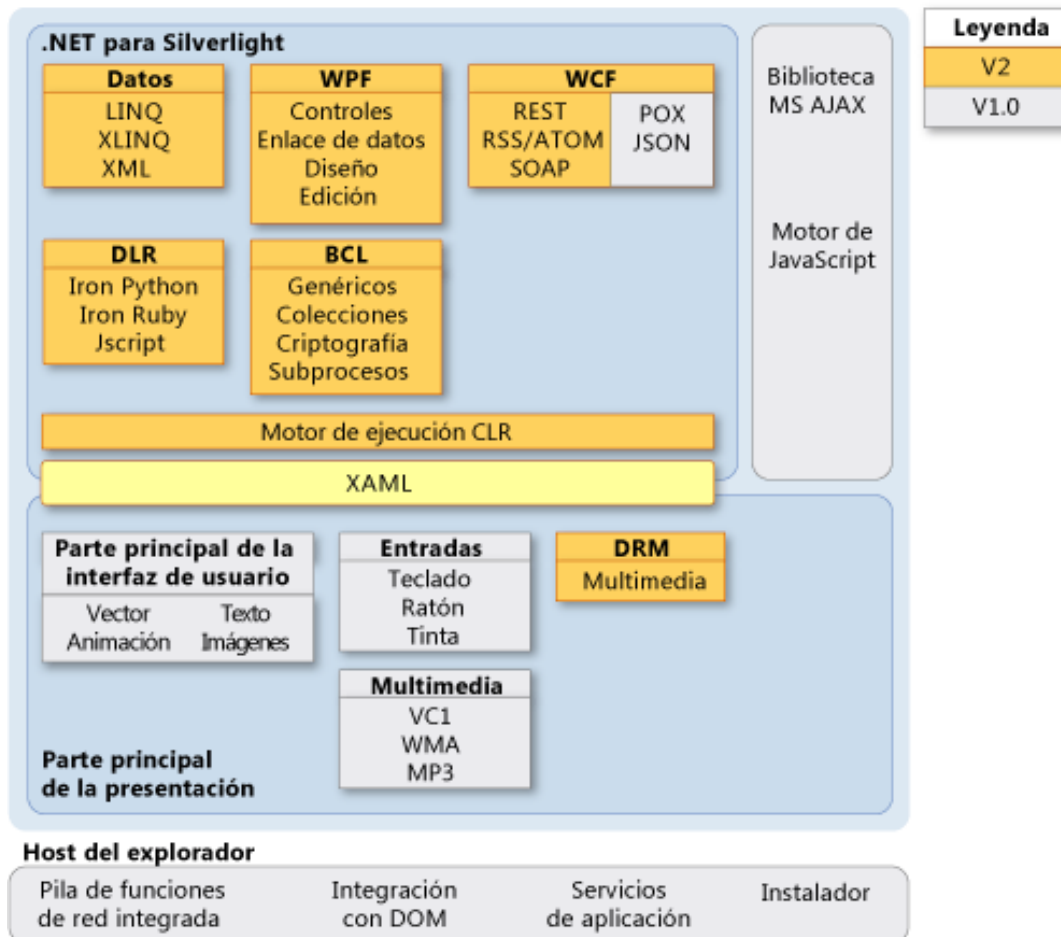 .NET para Silverlight
Datos
LINQ
XLINQ
XML
WPF
Controles
Enlace de datos
Diseño
Edición
WCF
REST
RSS/ATOM
SOAP
POX
JSON
DLR
Iron Python
Iron Ruby
Jscript
BCL
Genéricos
Colecciones
Criptografía
Subprocesos
Motor de ejecución CLR
XAML
Biblioteca
MS AJAX
Motor de
JavaScript
Leyenda
V2
V1.0
Parte principal de la
interfaz de usuario
Vector
Texto
Animación
Imágenes
Entradas
Teclado
Ratón
Tinta
DRM
Multimedia
Multimedia
VC1
WMA
MP3
Parte principal
de la presentación
Host del explorador
Pila de funciones
de red integrada
Integración
con DOM
Servicios
de aplicación
Instalador